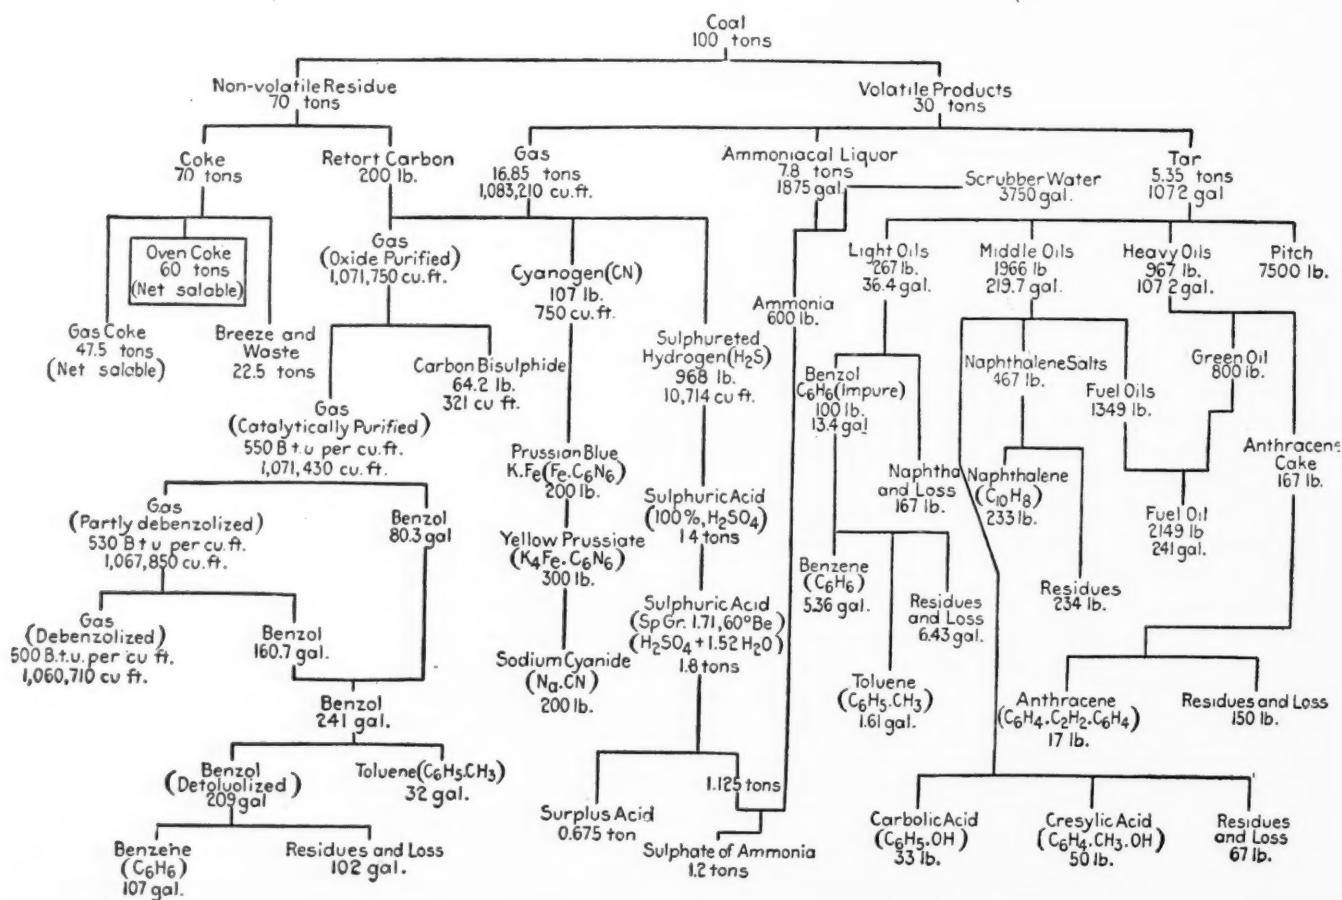 Coal
100 tons
Non-volatile Residue
70 tons
Volatile Products
30 tons
Coke
70 tons
Retort Carbon
200 lb.
Gas
16.85 tons
1,083,210 cu.ft.
Ammoniacal Liquor
7.8 tons
1875 gal.
Scrubber Water
3750 gal.
Tar
5.35 tons
1072 gal
Oven Coke
60 tons
(Net salable)
Gas Coke
47.5 tons
(Net salable)
Breeze and
Waste
22.5 tons
Gas
(Oxide Purified)
1,071,750 cu.ft.
Cyanogen (CN)
107 lb.
750 cu.ft.
Sulphureted
Hydrogen (H2S)
968 lb.
10,714 cu.ft.
Ammonia
600 lb.
Light Oils
267 lb.
36.4 gal.
Middle Oils
1966 lb
219.7 gal.
Heavy Oils
967 lb.
107.2 gal.
Pitch
7500 lb.
Carbon Bisulphide
64.2 lb.
321 cu ft.
Gas
(Catalytically Purified)
550 B.t.u per cu.ft.
1,071,430 cu.ft.
Benzol
C6H6 (Impure)
100 lb.
13.4 gal
Naphtha
and Loss
167 lb.
Naphthalene Salts
467 lb.
Fuel Oils
1349 lb.
Green Oil
800 lb.
Anthracene
Cake
167 lb.
Prussian Blue
K.Fe(Fe.C6N6)
200 lb.
Sulphuric Acid
(100%, H2SO4)
1.4 tons
Naphthalene
(C10H8)
233 lb.
Residues
234 lb.
Fuel Oil
2149 lb
241 gal.
Gas
(Partly debenzolized)
530 B.t.u. per cu.ft.
1,067,850 cu.ft.
Benzol
80.3 gal
Yellow Prussiate
(K4Fe.C6N6)
300 lb.
Sulphuric Acid
(Sp Gr. 1.71, 60°Be)
(H2SO4 + 1.52 H2O)
1.8 tons
Benzene
(C6H6)
5.36 gal.
Residues
and Loss
6.43 gal.
Toluene
(C6H5.CH3)
1.61 gal.
Gas
(Debenzolized)
500 B.t.u. per cu ft.
1,060,710 cu ft.
Benzol
160.7 gal.
Sodium Cyanide
(Na.CN)
200 lb.
Anthracene
(C6H4.C2H2.C6H4)
17 lb.
Residues and Loss
150 lb.
Benzol
241 gal.
Benzol
(Detoluolized)
209 gal
Toluene (C6H5.CH3)
32 gal.
1.125 tons
Surplus Acid
0.675 ton
Sulphate of Ammonia
1.2 tons
Carbolic Acid
(C6H5.OH)
33 lb.
Cresylic Acid
(C6H4.CH3.OH)
50 lb.
Residues
and Loss
67 lb.
Benzene
(C6H6)
107 gal.
Residues and Loss
102 gal.